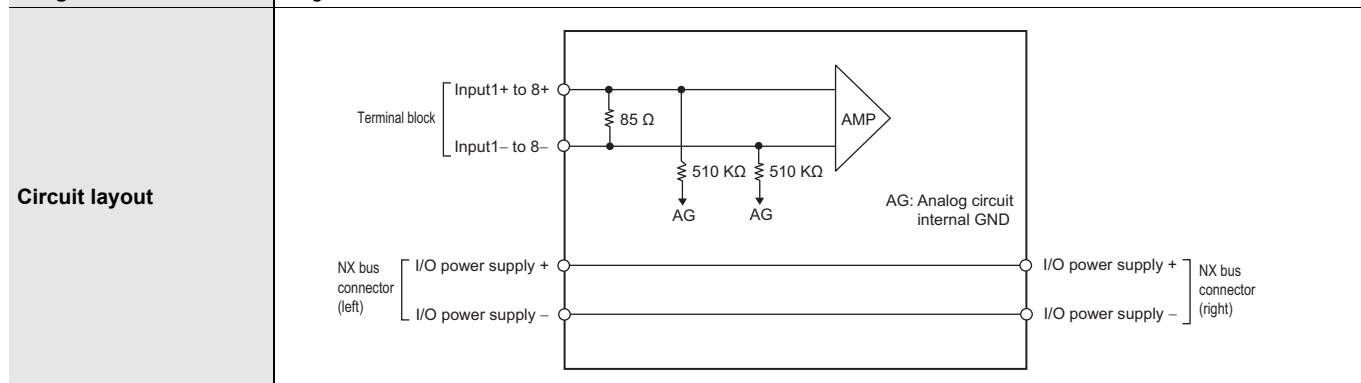 Circuit layout
Terminal block
Input1+ to 8+
Input1– to 8–
85 Ω
AMP
510 KΩ
510 KΩ
AG
AG
AG: Analog circuit
internal GND
NX bus
connector
(left)
I/O power supply +
I/O power supply –
I/O power supply +
I/O power supply –
NX bus
connector
(right)